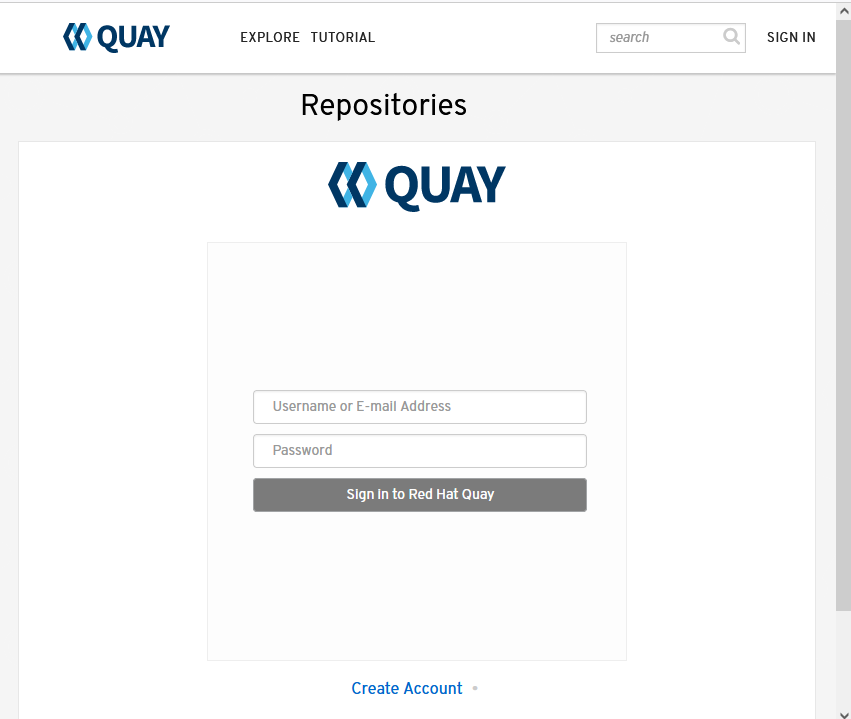 QUAY EXPLORE TUTORIAL search SIGN IN
Repositories
QUAY
Username or E-mail Address
Password
Sign in to Red Hat Quay
Create Account